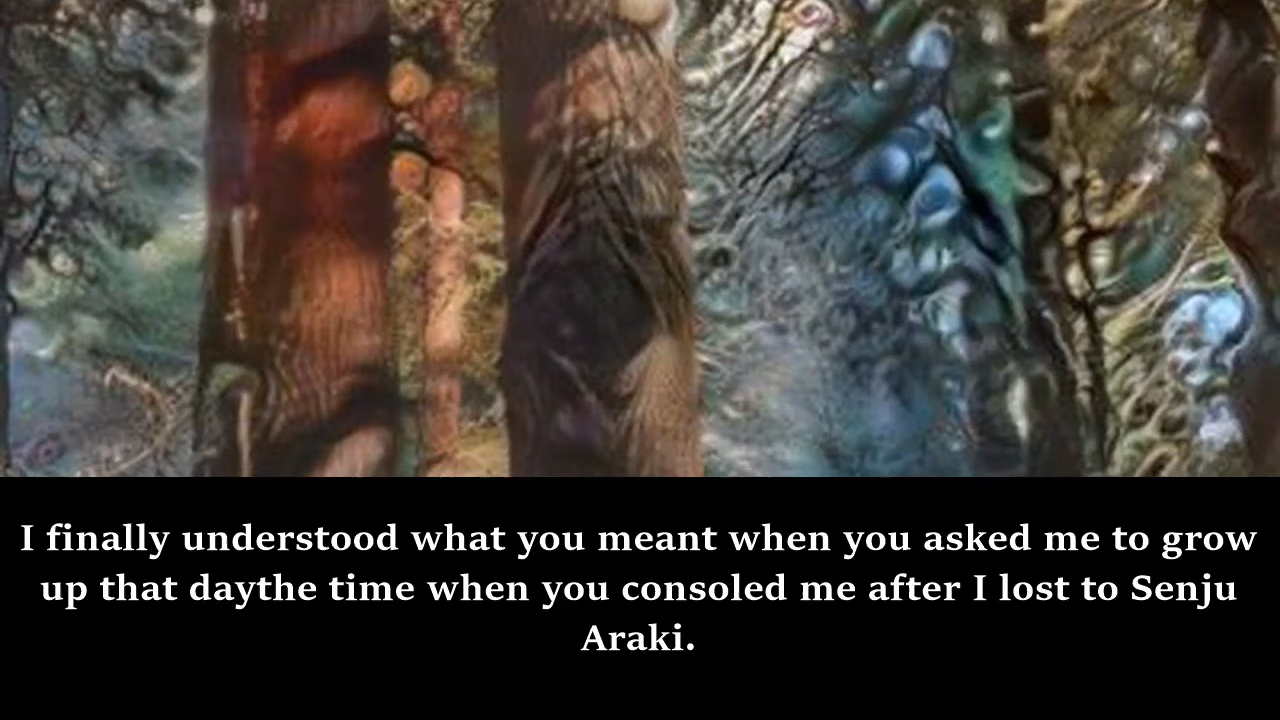 I finally understood what you meant when you asked me to grow
up that daythe time when you consoled me after I lost to Senju
Araki.